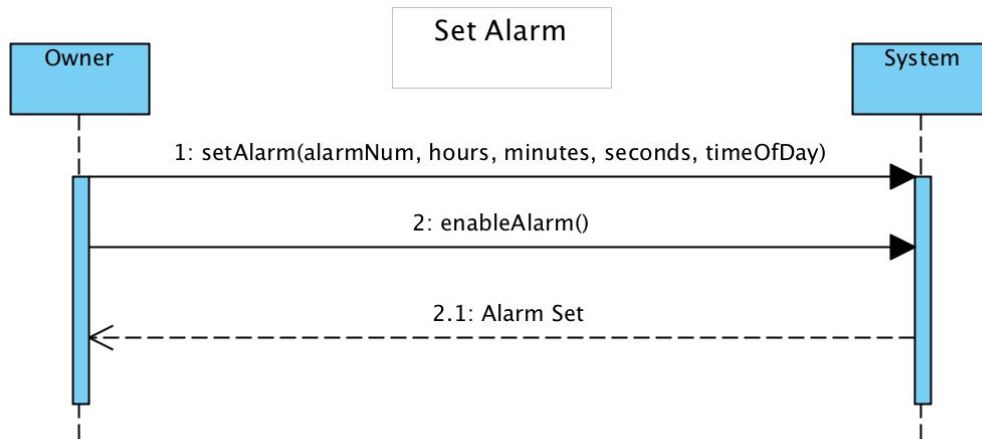 Set Alarm
Owner
System
1: setAlarm(alarmNum, hours, minutes, seconds, timeOfDay)
2: enableAlarm()
2.1: Alarm Set